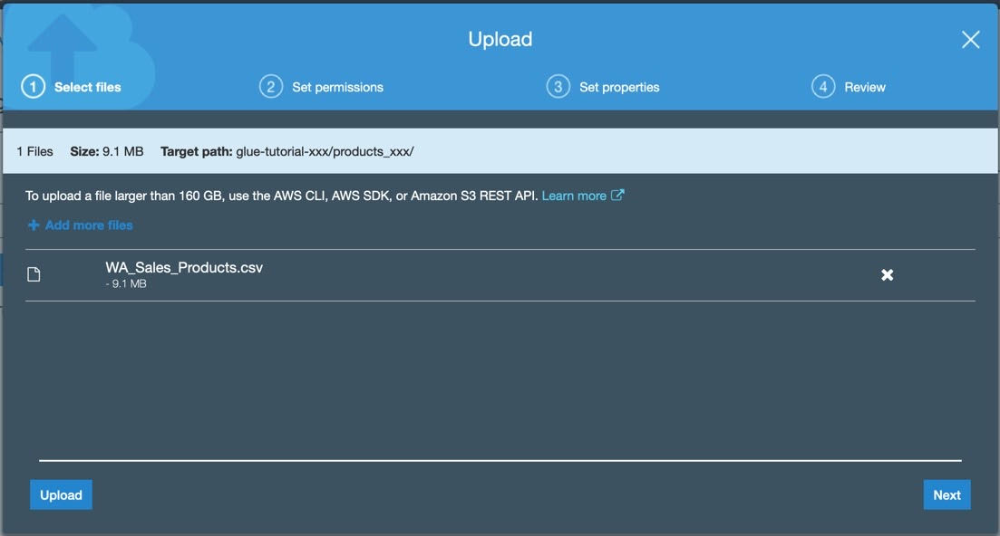 Upload
1 Select files
2 Set permissions
3 Set properties
4 Review
1 Files Size: 9.1 MB Target path: glue-tutorial-xxx/products_xxx/
To upload a file larger than 160 GB, use the AWS CLI, AWS SDK, or Amazon S3 REST API. Learn more
+ Add more files
WA_Sales_Products.csv
- 9.1 MB
Upload
Next